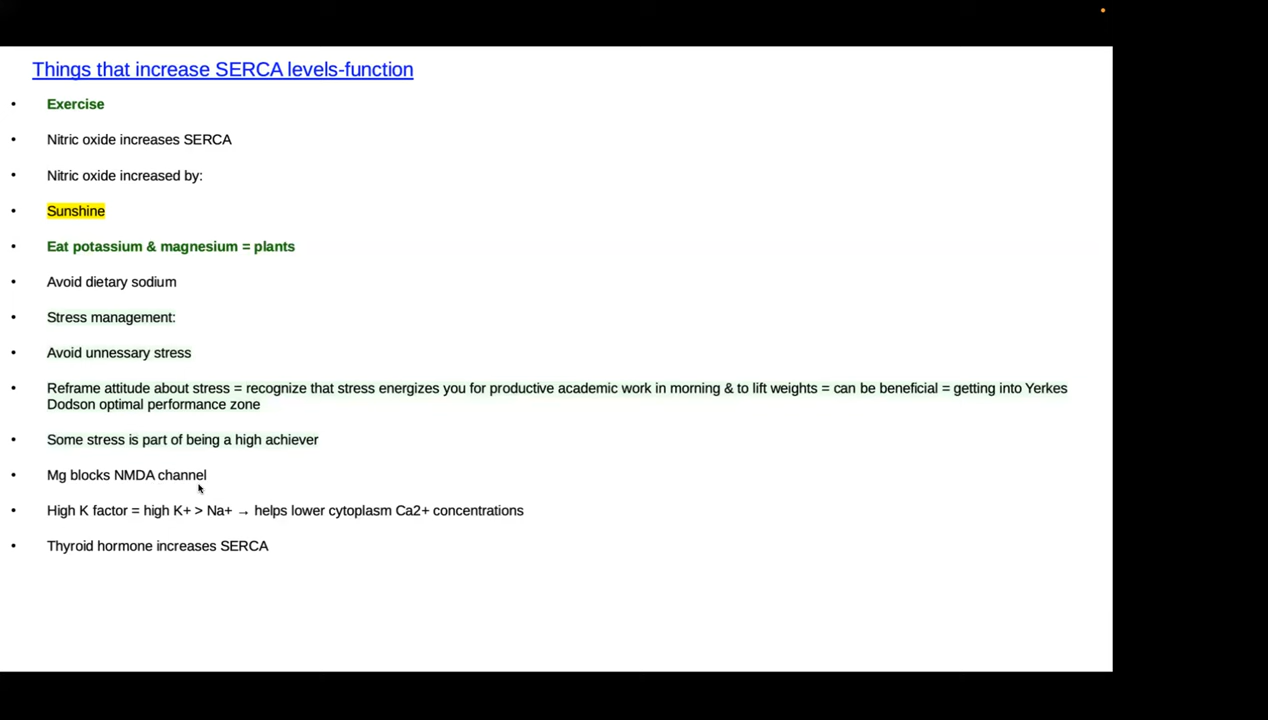 Things that increase SERCA levels-function
• Exercise
• Nitric oxide increases SERCA
• Nitric oxide increased by:
• Sunshine
• Eat potassium & magnesium = plants
• Avoid dietary sodium
• Stress management:
• Avoid unnessary stress
• Reframe attitude about stress = recognize that stress energizes you for productive academic work in morning & to lift weights = can be beneficial = getting into Yerkes
Dodson optimal performance zone
• Some stress is part of being a high achiever
• Mg blocks NMDA channel
• High K factor = high K+ > Na+ → helps lower cytoplasm Ca2+ concentrations
• Thyroid hormone increases SERCA